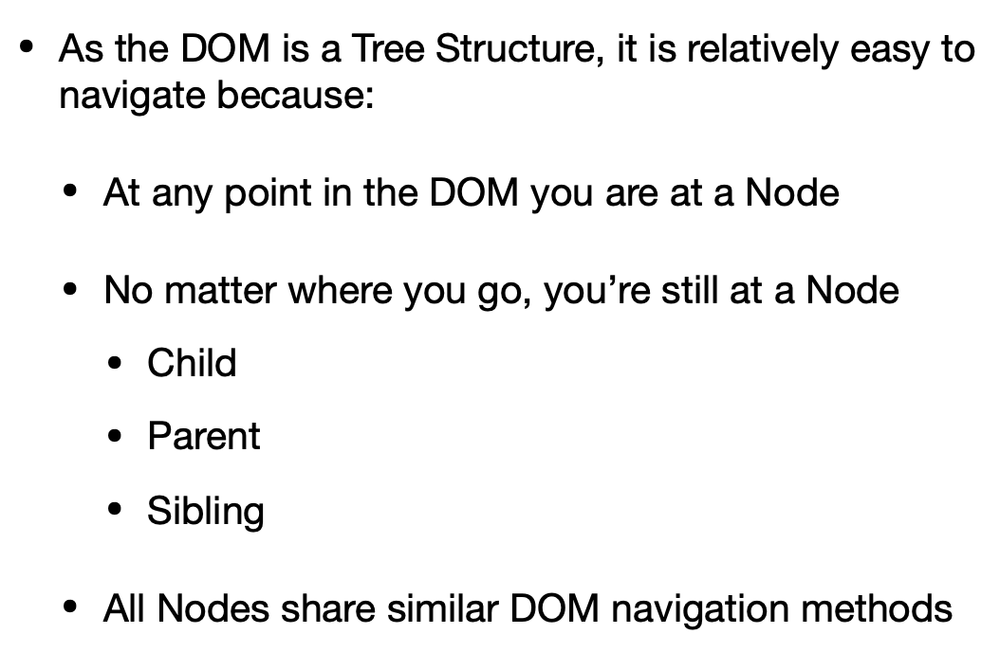 • As the DOM is a Tree Structure, it is relatively easy to
navigate because:
• At any point in the DOM you are at a Node
• No matter where you go, you’re still at a Node
• Child
• Parent
• Sibling
• All Nodes share similar DOM navigation methods